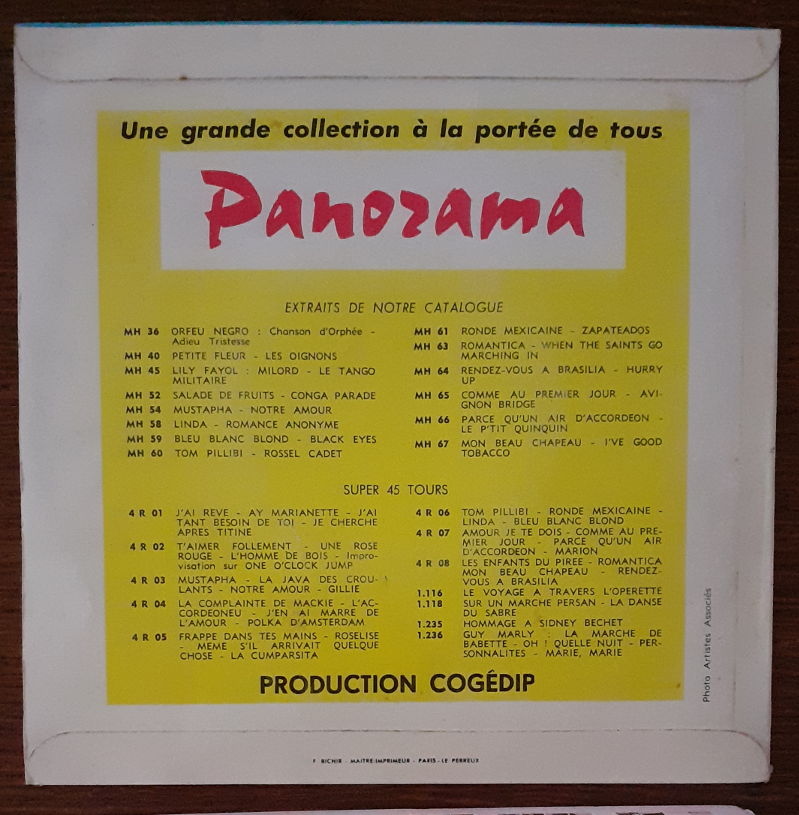 Une grande collection à la portée de tous
Panorama
EXTRAITS DE NOTRE CATALOGUE
MH 36 ORFEU NEGRO : Chanson d'Orphée -
Adieu Tristesse
MH 40 PETITE FLEUR - LES OIGNONS
MH 45 LILY FAYOL : MILORD - LE TANGO
MILITAIRE
MH 52 SALADE DE FRUITS - CONGA PARADE
MH 54 MUSTAPHA - NOTRE AMOUR
MH 58 LINDA - ROMANCE ANONYME
MH 59 BLEU BLANC BLOND - BLACK EYES
MH 60 TOM PILLIBI - ROSSEL CADET
MH 61 RONDE MEXICAINE - ZAPATEADOS
MH 63 ROMANTICA - WHEN THE SAINTS GO
MARCHING IN
MH 64 RENDEZ-VOUS A BRASILIA - HURRY
UP
MH 65 COMME AU PREMIER JOUR - AVI-
GNON BRIDGE
MH 66 PARCE QU'UN AIR D'ACCORDEON -
LE P'TIT QUINQUIN
MH 67 MON BEAU CHAPEAU - I'VE GOOD
TOBACCO
SUPER 45 TOURS
4 R 01 J'AI REVE - AY MARIANETTE - J'AI
TANT BESOIN DE TOI - JE CHERCHE
APRES TITINE
4 R 02 T'AIMER FOLLEMENT - UNE ROSE
ROUGE - L'HOMME DE BOIS - Impro-
visation sur ONE O'CLOCK JUMP
4 R 03 MUSTAPHA - LA JAVA DES CROU-
LANTS - NOTRE AMOUR - GILLIE
4 R 04 LA COMPLAINTE DE MACKIE - L'AC-
CORDEONEU - J'EN AI MARRE DE
L'AMOUR - POLKA D'AMSTERDAM
4 R 05 FRAPPE DANS TES MAINS - ROSELISE
- MEME S'IL ARRIVAIT QUELQUE
CHOSE - LA CUMPARSITA
4 R 06 TOM PILLIBI - RONDE MEXICAINE -
LINDA - BLEU BLANC BLOND
4 R 07 AMOUR JE TE DOIS - COMME AU PRE-
MIER JOUR - PARCE QU'UN AIR
D'ACCORDEON - MARION
4 R 08 LES ENFANTS DU PIREE - ROMANTICA
MON BEAU CHAPEAU - RENDEZ-
VOUS A BRASILIA
1.116 LE VOYAGE A TRAVERS L'OPERETTE
1.118 SUR UN MARCHE PERSAN - LA DANSE
DU SABRE
1.235 HOMMAGE A SIDNEY BECHET
1.236 GUY MARLY : LA MARCHE DE
BABETTE - OH ! QUELLE NUIT - PER-
SONNALITES - MARIE, MARIE
PRODUCTION COGÉDIP
Photo Artistes Associés
F BICHIR - MAITRE-IMPRIMEUR - PARIS - LE PERREUX